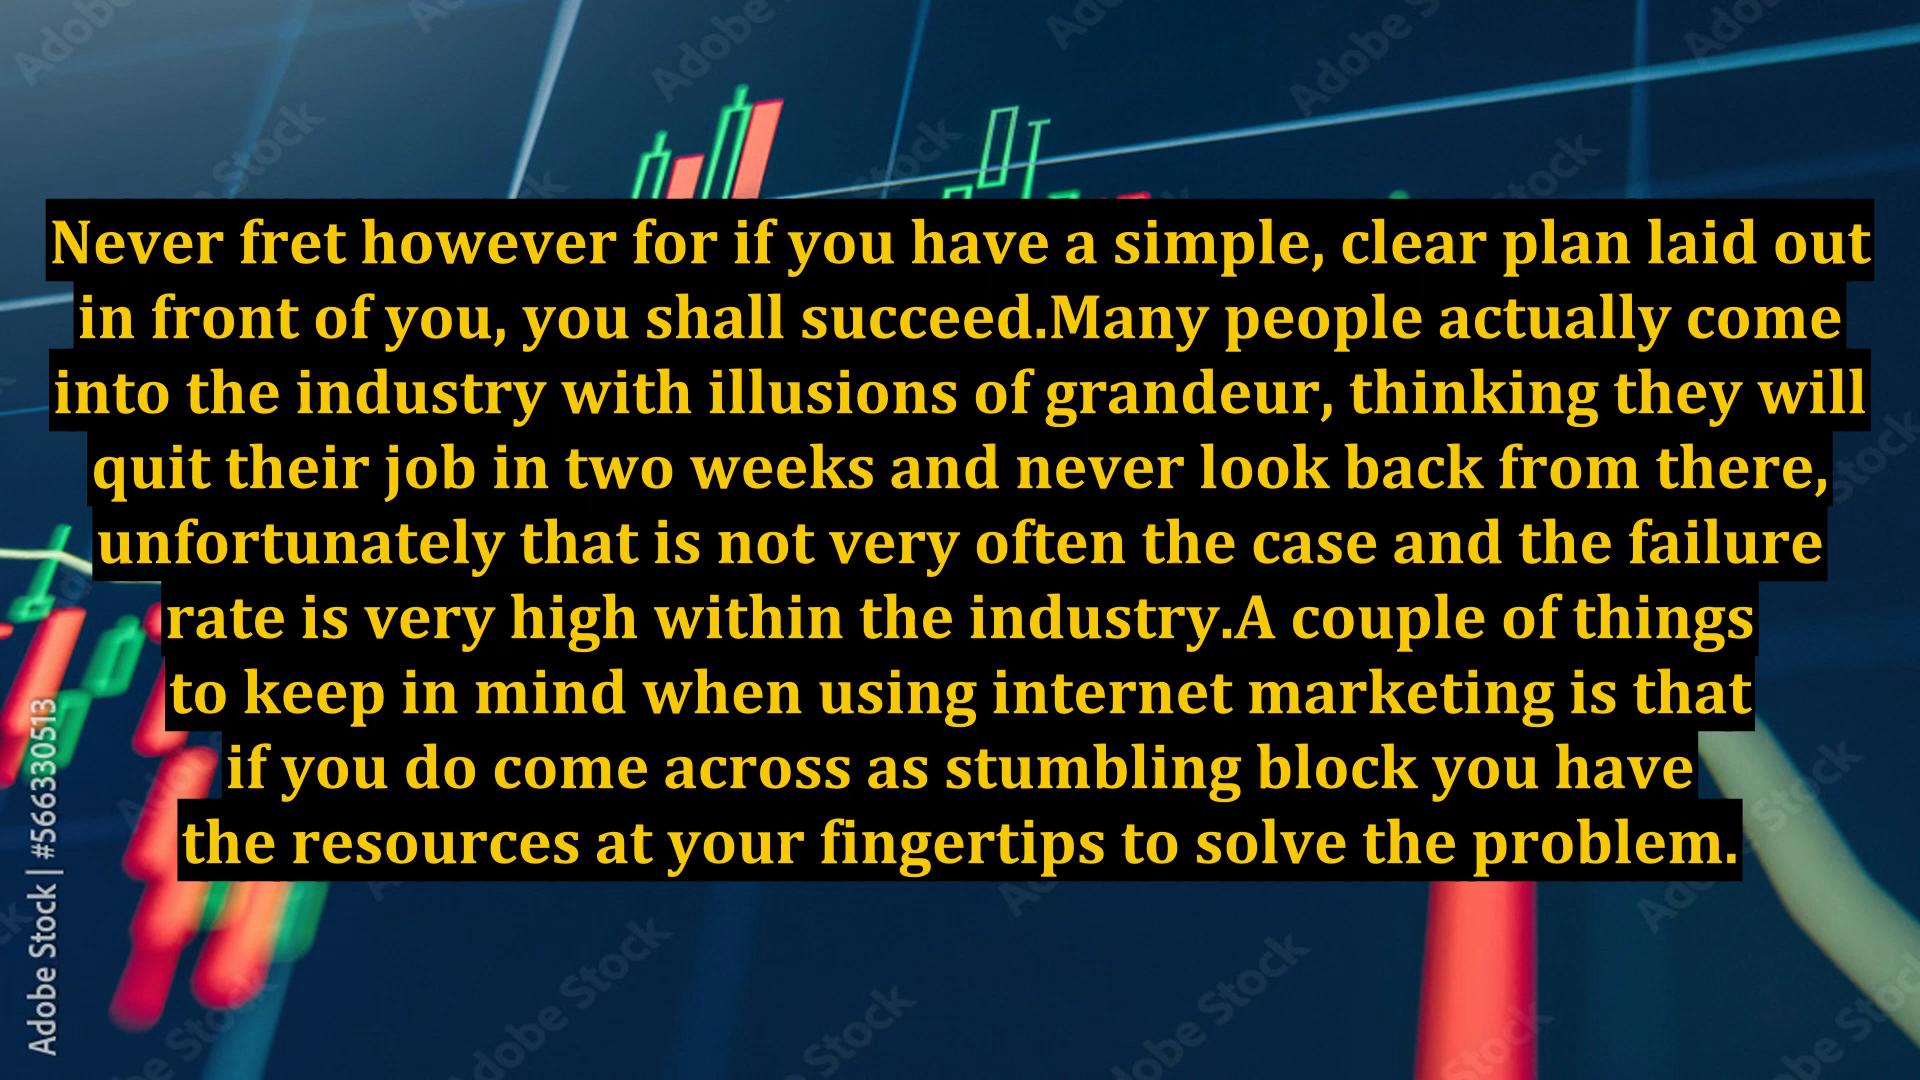 Never fret however for if you have a simple, clear plan laid out
in front of you, you shall succeed.Many people actually come
into the industry with illusions of grandeur, thinking they will
quit their job in two weeks and never look back from there,
unfortunately that is not very often the case and the failure
rate is very high within the industry.A couple of things
to keep in mind when using internet marketing is that
if you do come across as stumbling block you have
the resources at your fingertips to solve the problem.
Adobe Stock | #566330513